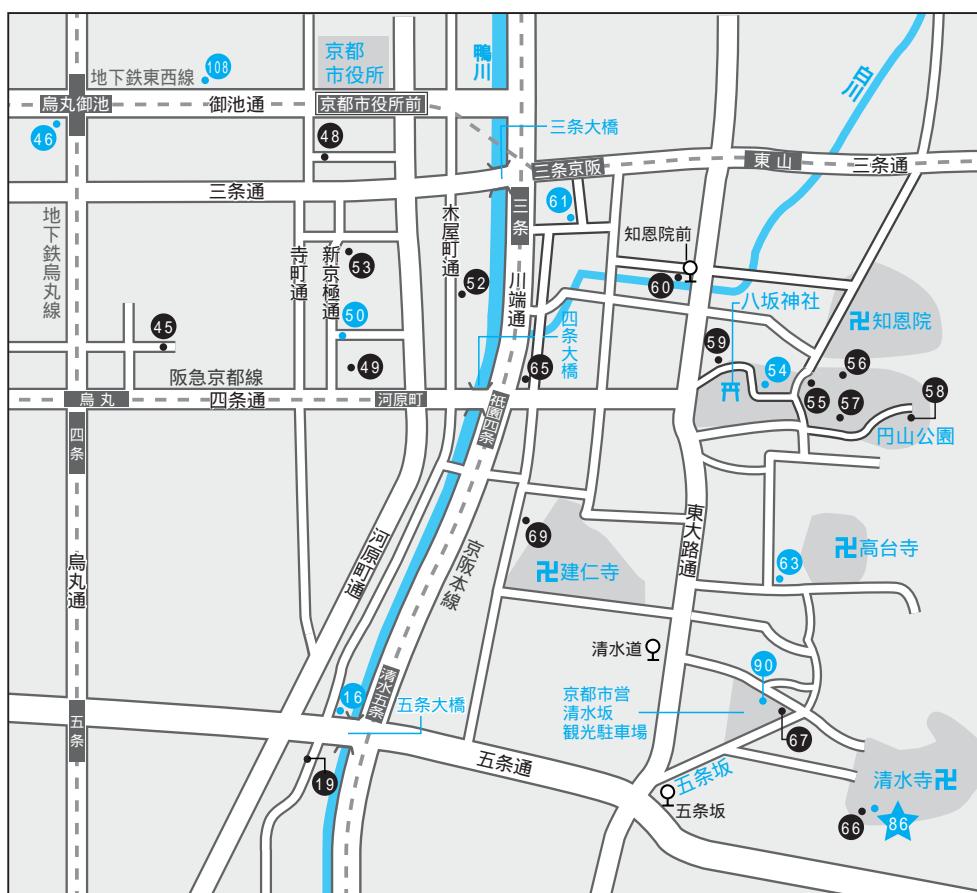 京都
市役所
鴨川
白川
108
地下鉄東西線
烏丸御池
御池通
京都市役所前
46
48
三条大橋
三条京阪
東山
三条通
三条通
61
三条
木屋町通
地下鉄烏丸線
寺町通
新京極通
53
52
川端通
知恩院前
60
八坂神社
卍知恩院
50
四条大橋
45
49
65
59
54
56
55
57
58
阪急京都線
烏丸
四条通
河原町
祇園四条
円山公園
四条
69
卍建仁寺
東大路通
卍高台寺
63
河原町通
京阪本線
烏丸通
清水道
90
16
清水五条
五条大橋
京都市営
清水坂
観光駐車場
67
五条
19
五条通
五条坂
五条坂
清水寺卍
66
86